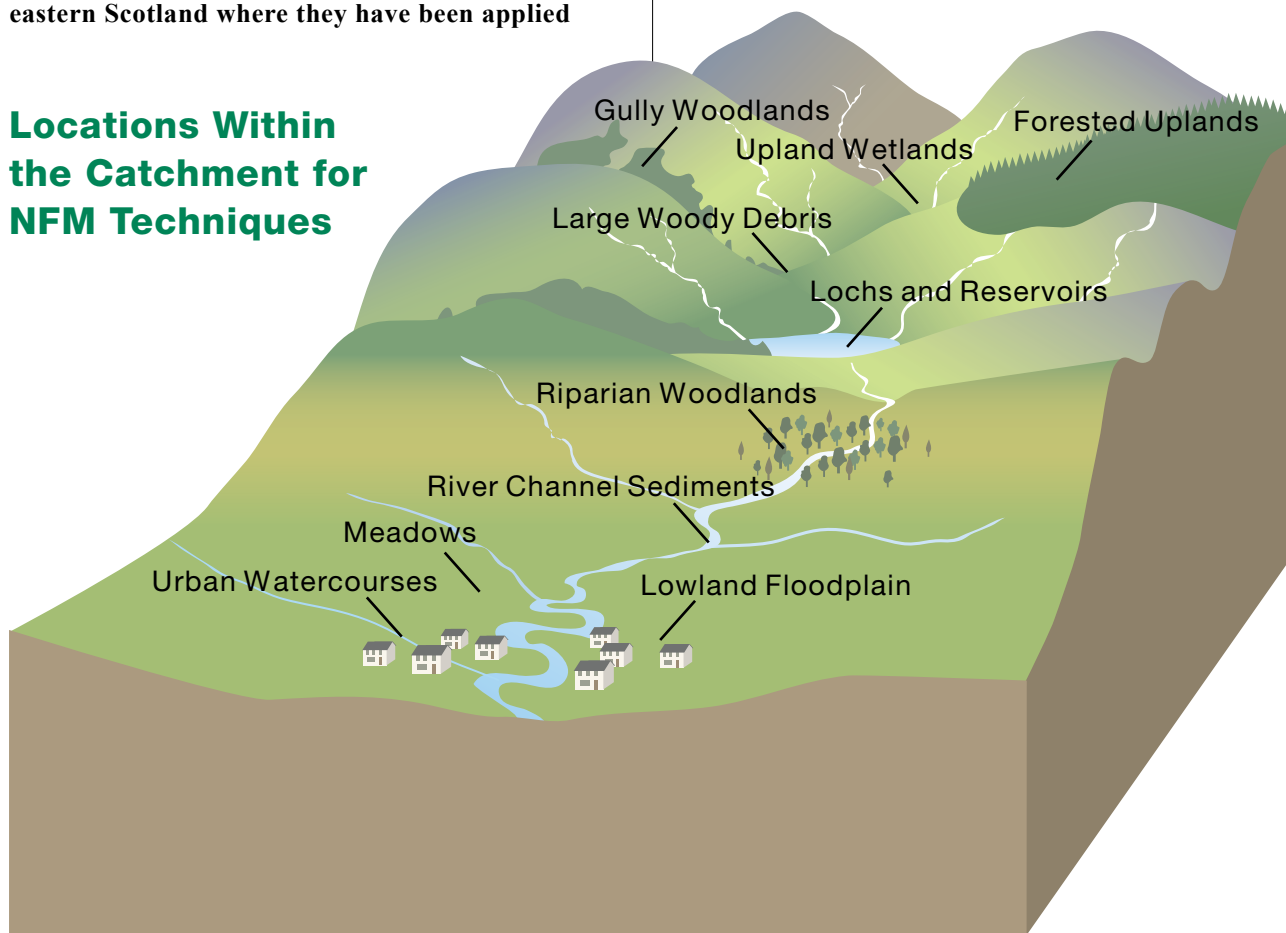 eastern Scotland where they have been applied
Locations Within
the Catchment for
NFM Techniques
Gully Woodlands
Forested Uplands
Upland Wetlands
Large Woody Debris
Lochs and Reservoirs
Riparian Woodlands
River Channel Sediments
Meadows
Urban Watercourses
Lowland Floodplain